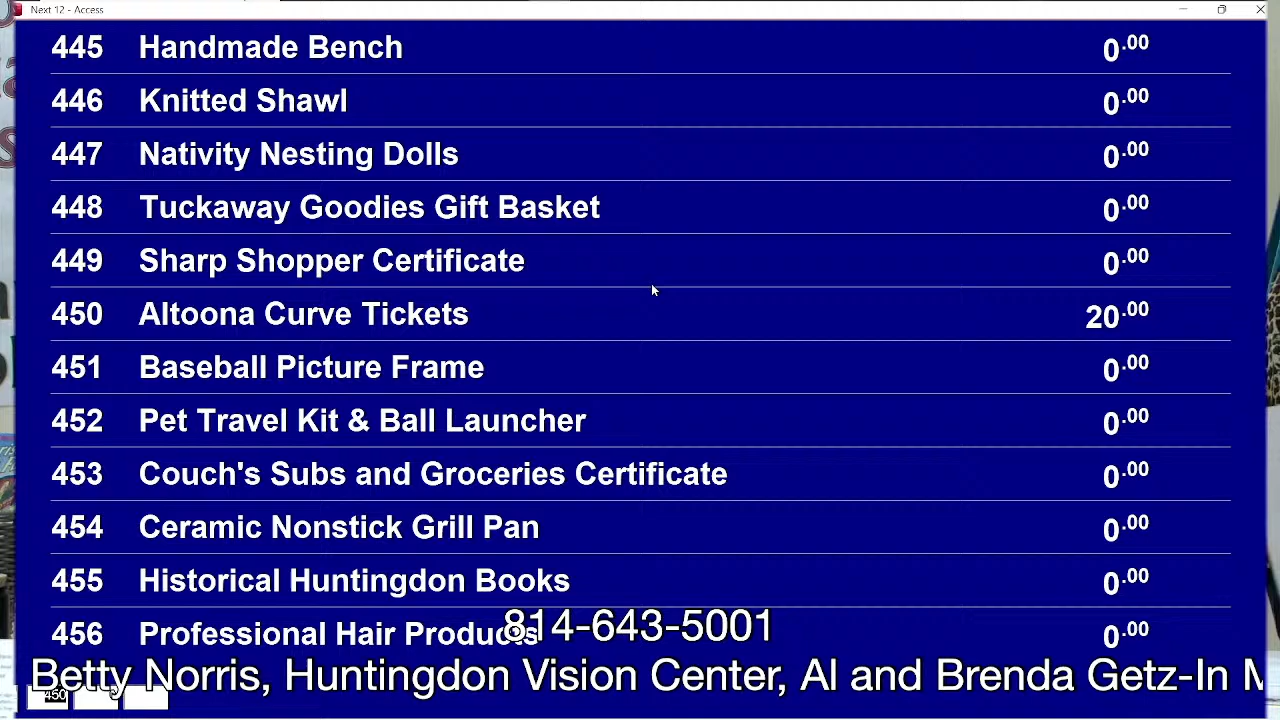 Next 12 - Access
445 Handmade Bench 0.00
446 Knitted Shawl 0.00
447 Nativity Nesting Dolls 0.00
448 Tuckaway Goodies Gift Basket 0.00
449 Sharp Shopper Certificate 0.00
450 Altoona Curve Tickets 20.00
451 Baseball Picture Frame 0.00
452 Pet Travel Kit & Ball Launcher 0.00
453 Couch's Subs and Groceries Certificate 0.00
454 Ceramic Nonstick Grill Pan 0.00
455 Historical Huntingdon Books 0.00
456 Professional Hair Products 0.00
814-643-5001
Betty Norris, Huntingdon Vision Center, Al and Brenda Getz-In M
450